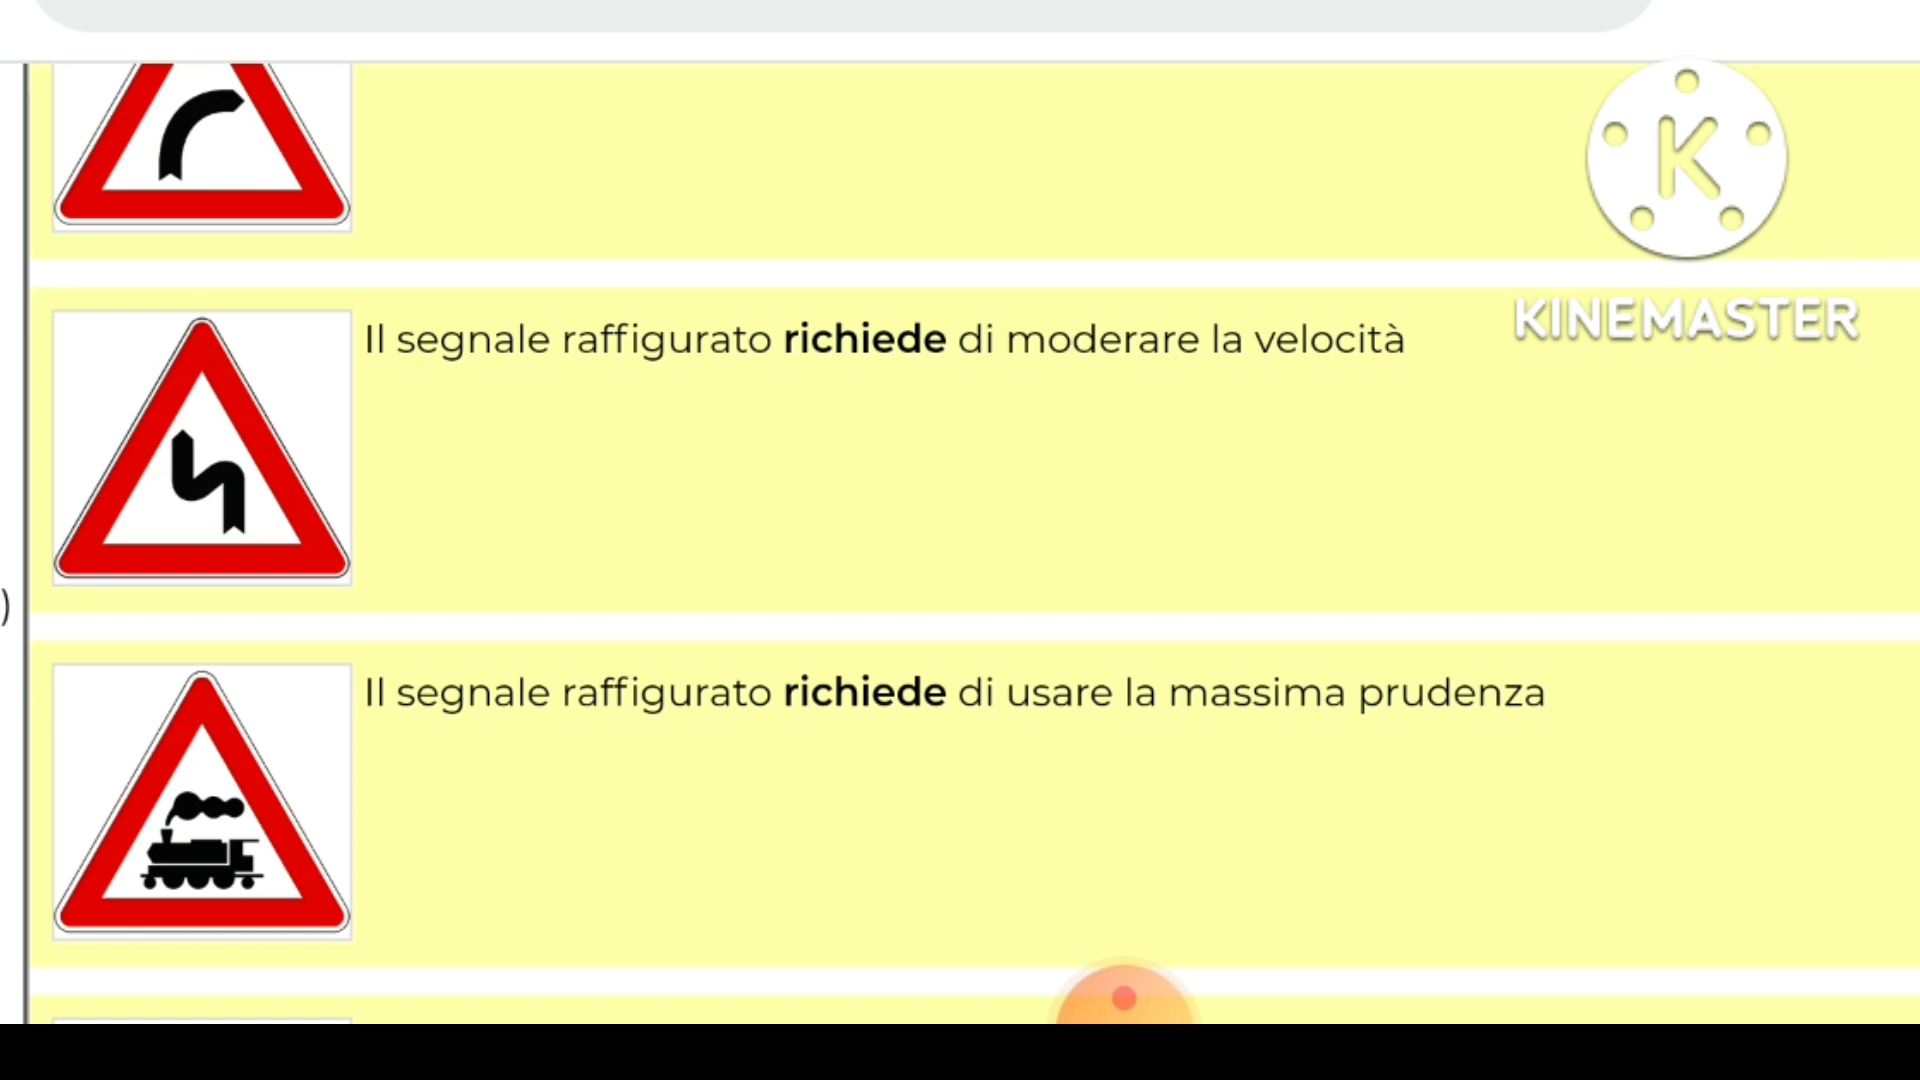 K
KINEMASTER
Il segnale raffigurato richiede di moderare la velocità
)
Il segnale raffigurato richiede di usare la massima prudenza